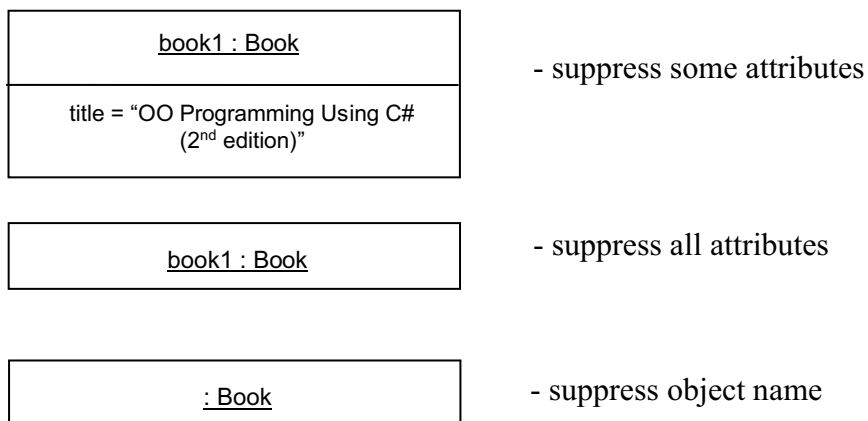 book1 : Book
- suppress some attributes
title = “OO Programming Using C#
(2nd edition)”
book1 : Book
- suppress all attributes
: Book
- suppress object name